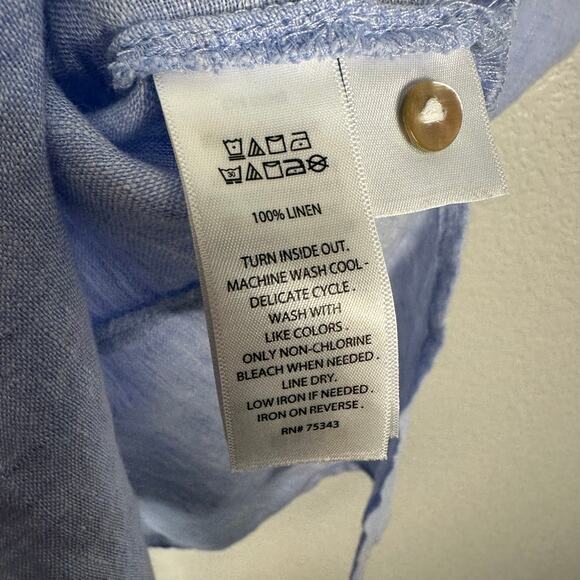 30
100% LINEN
TURN INSIDE OUT.
MACHINE WASH COOL-
DELICATE CYCLE.
WASH WITH
LIKE COLORS.
ONLY NON-CHLORINE
BLEACH WHEN NEEDED.
LINE DRY.
LOW IRON IF NEEDED.
IRON ON REVERSE.
RN# 75343